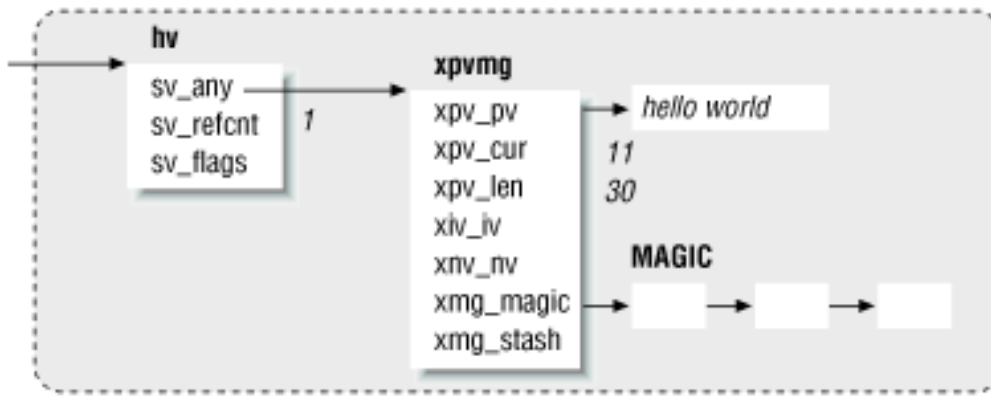 hv
sv_any
sv_refcnt
1
sv_flags
xpvmg
xpv_pv
hello world
xpv_cur
11
xpv_len
30
xiv_iv
xnv_nv
MAGIC
xmg_magic
xmg_stash